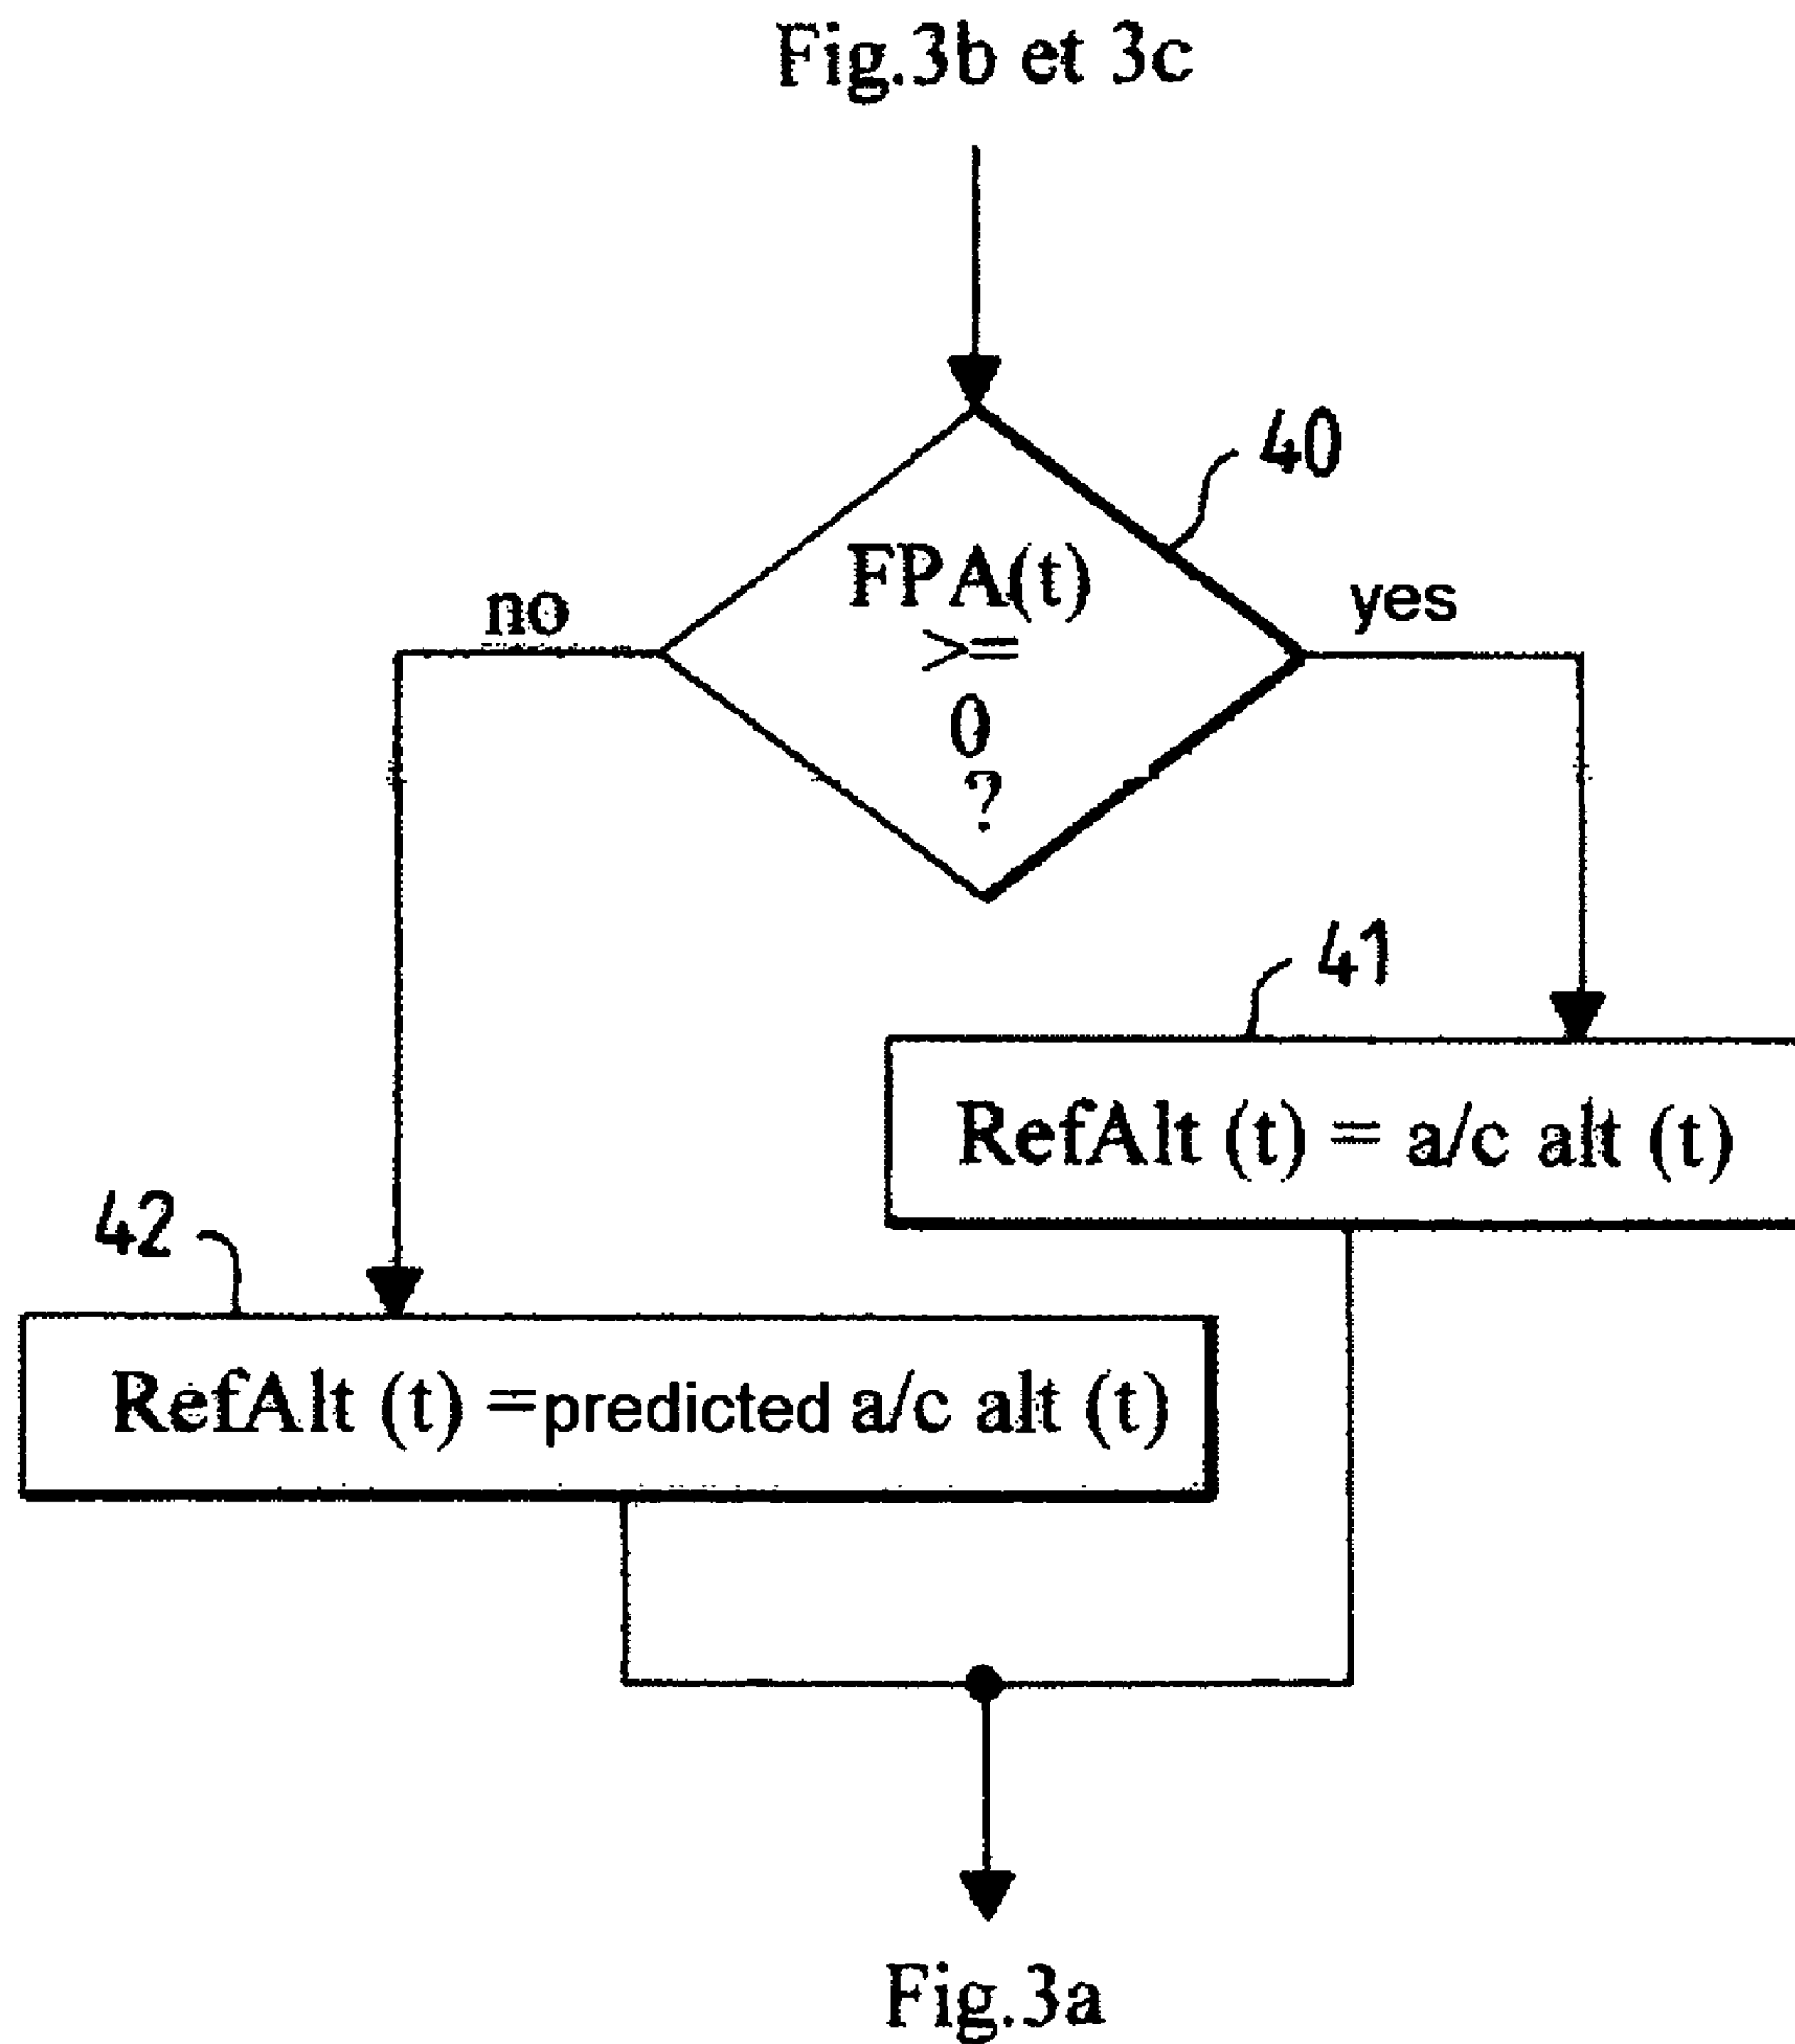 Fig.3b et 3c
40
FPA(t)
>=
0
?
no
yes
41
RefAlt (t) = a/c alt (t)
42
RefAlt (t) =predicted a/c alt (t)
Fig.3a